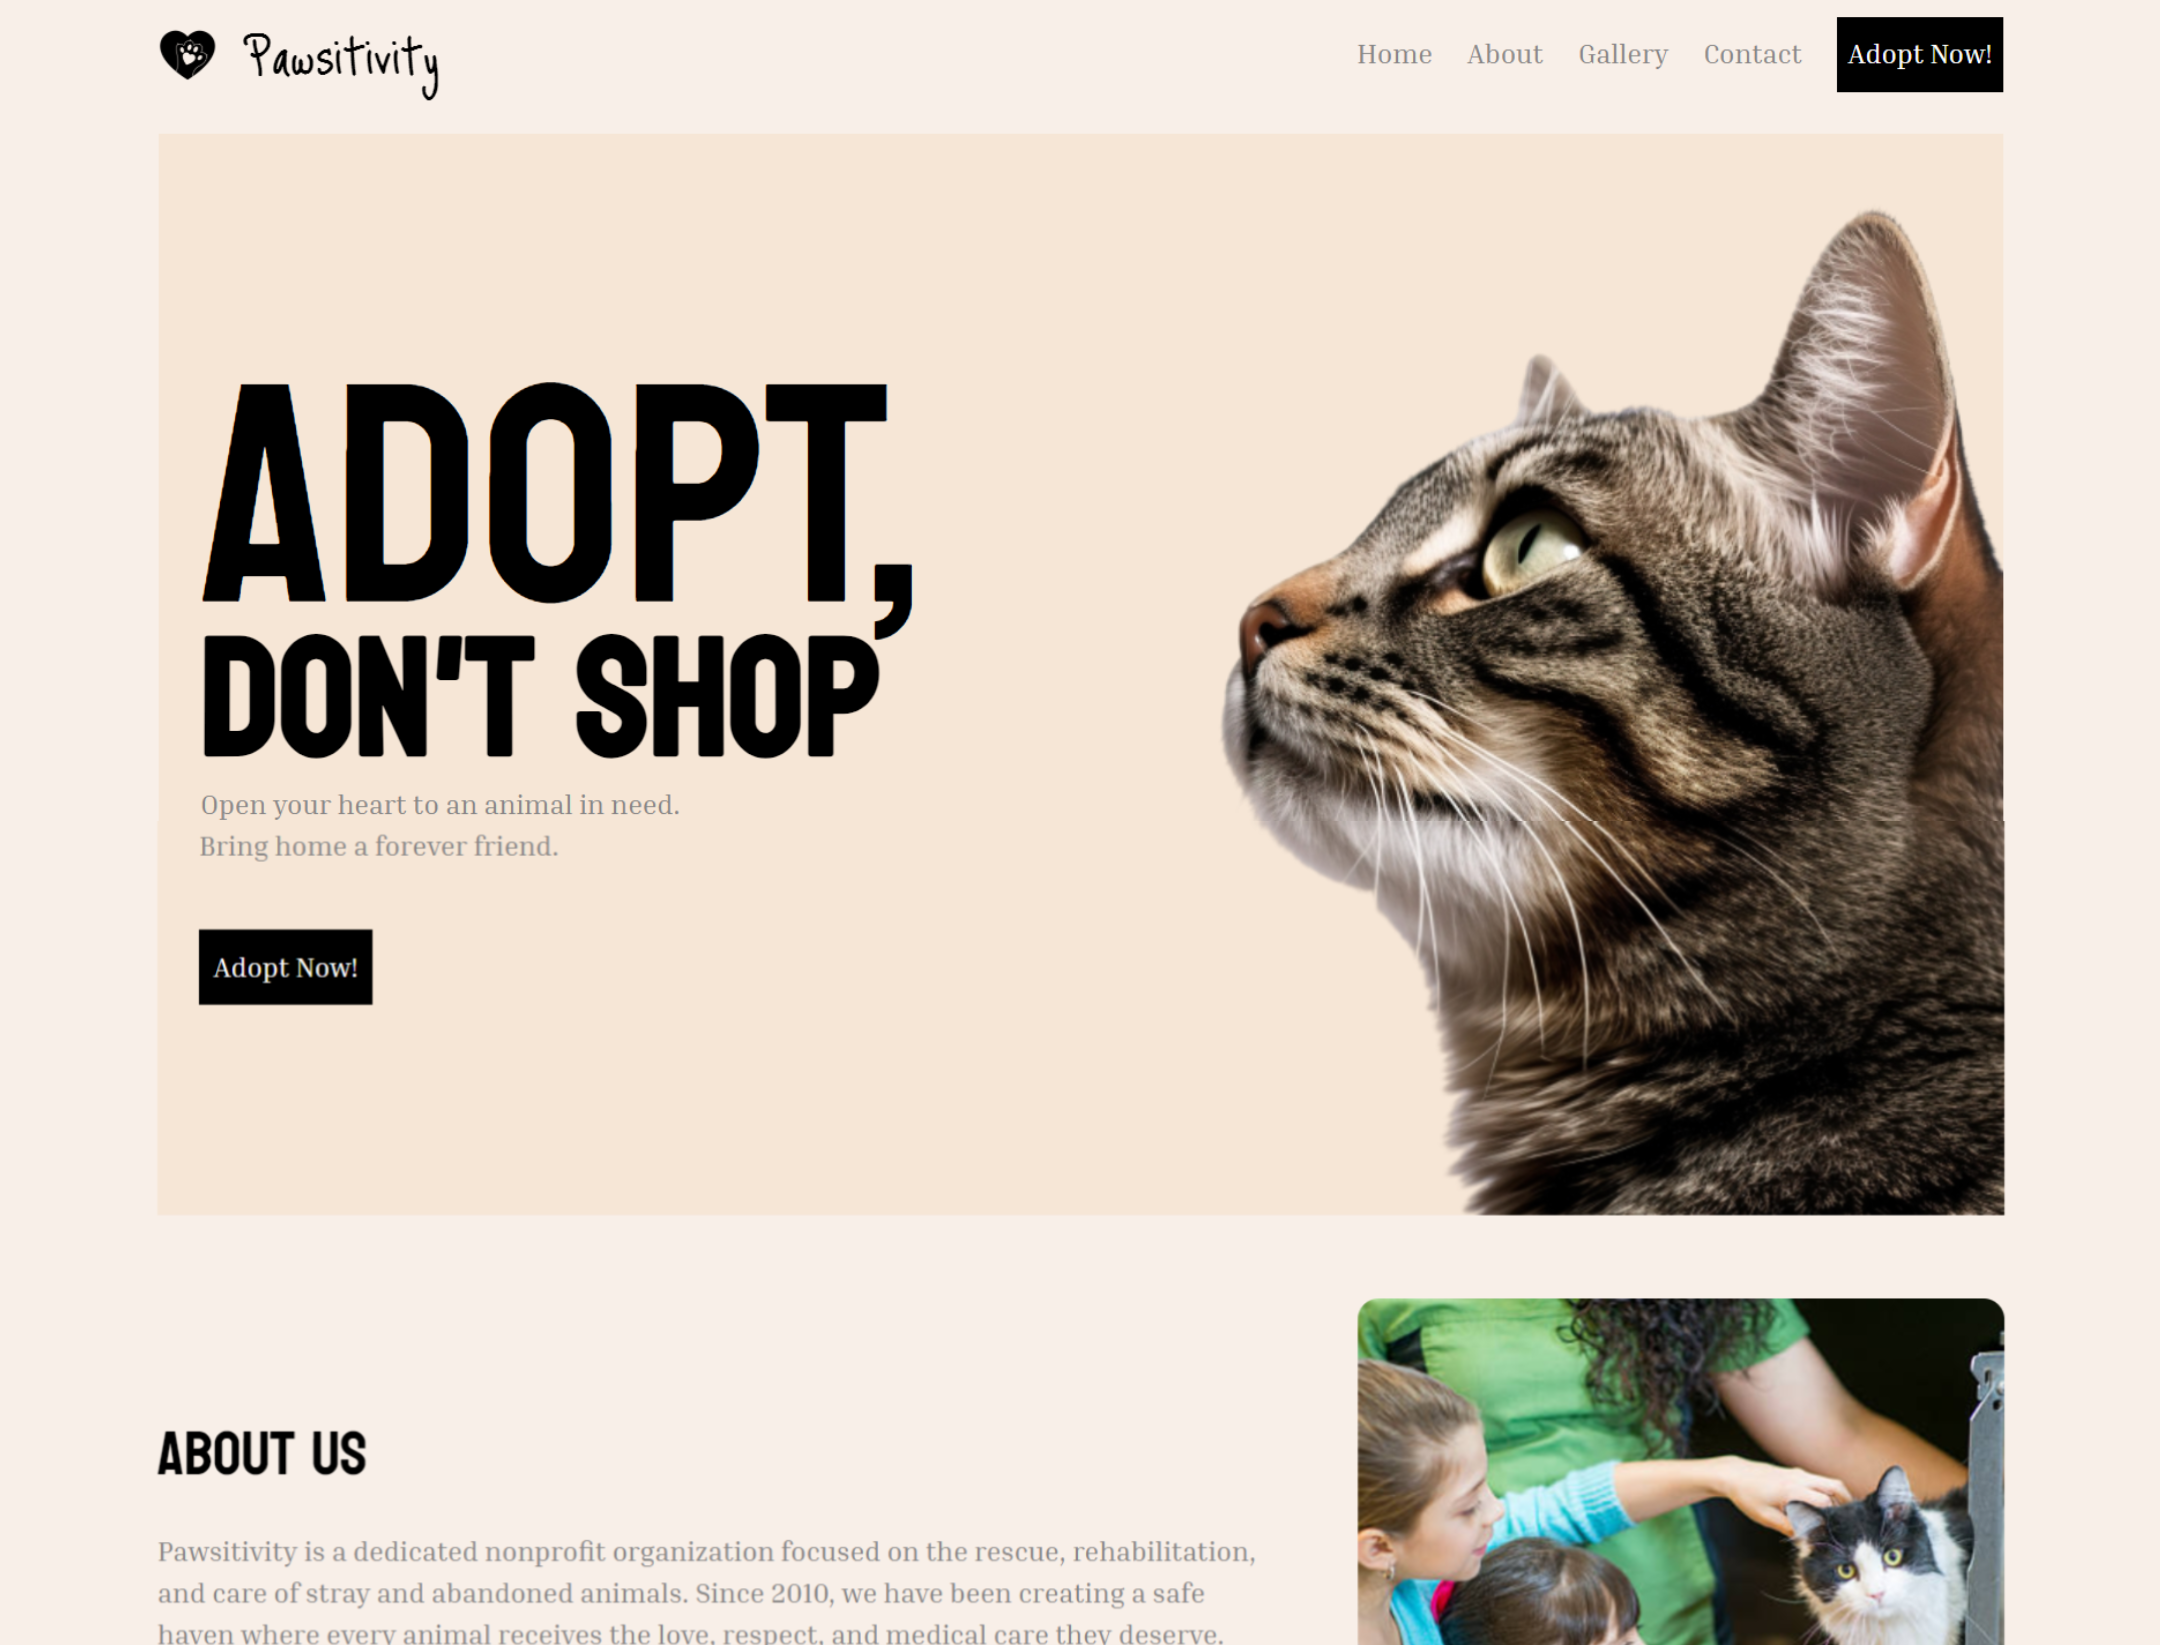 Pawsitivity
Home About Gallery Contact Adopt Now!
ADOPT,
DON'T SHOP
Open your heart to an animal in need.
Bring home a forever friend.
Adopt Now!
ABOUT US
Pawsitivity is a dedicated nonprofit organization focused on the rescue, rehabilitation,
and care of stray and abandoned animals. Since 2010, we have been creating a safe
haven where every animal receives the love, respect, and medical care they deserve.